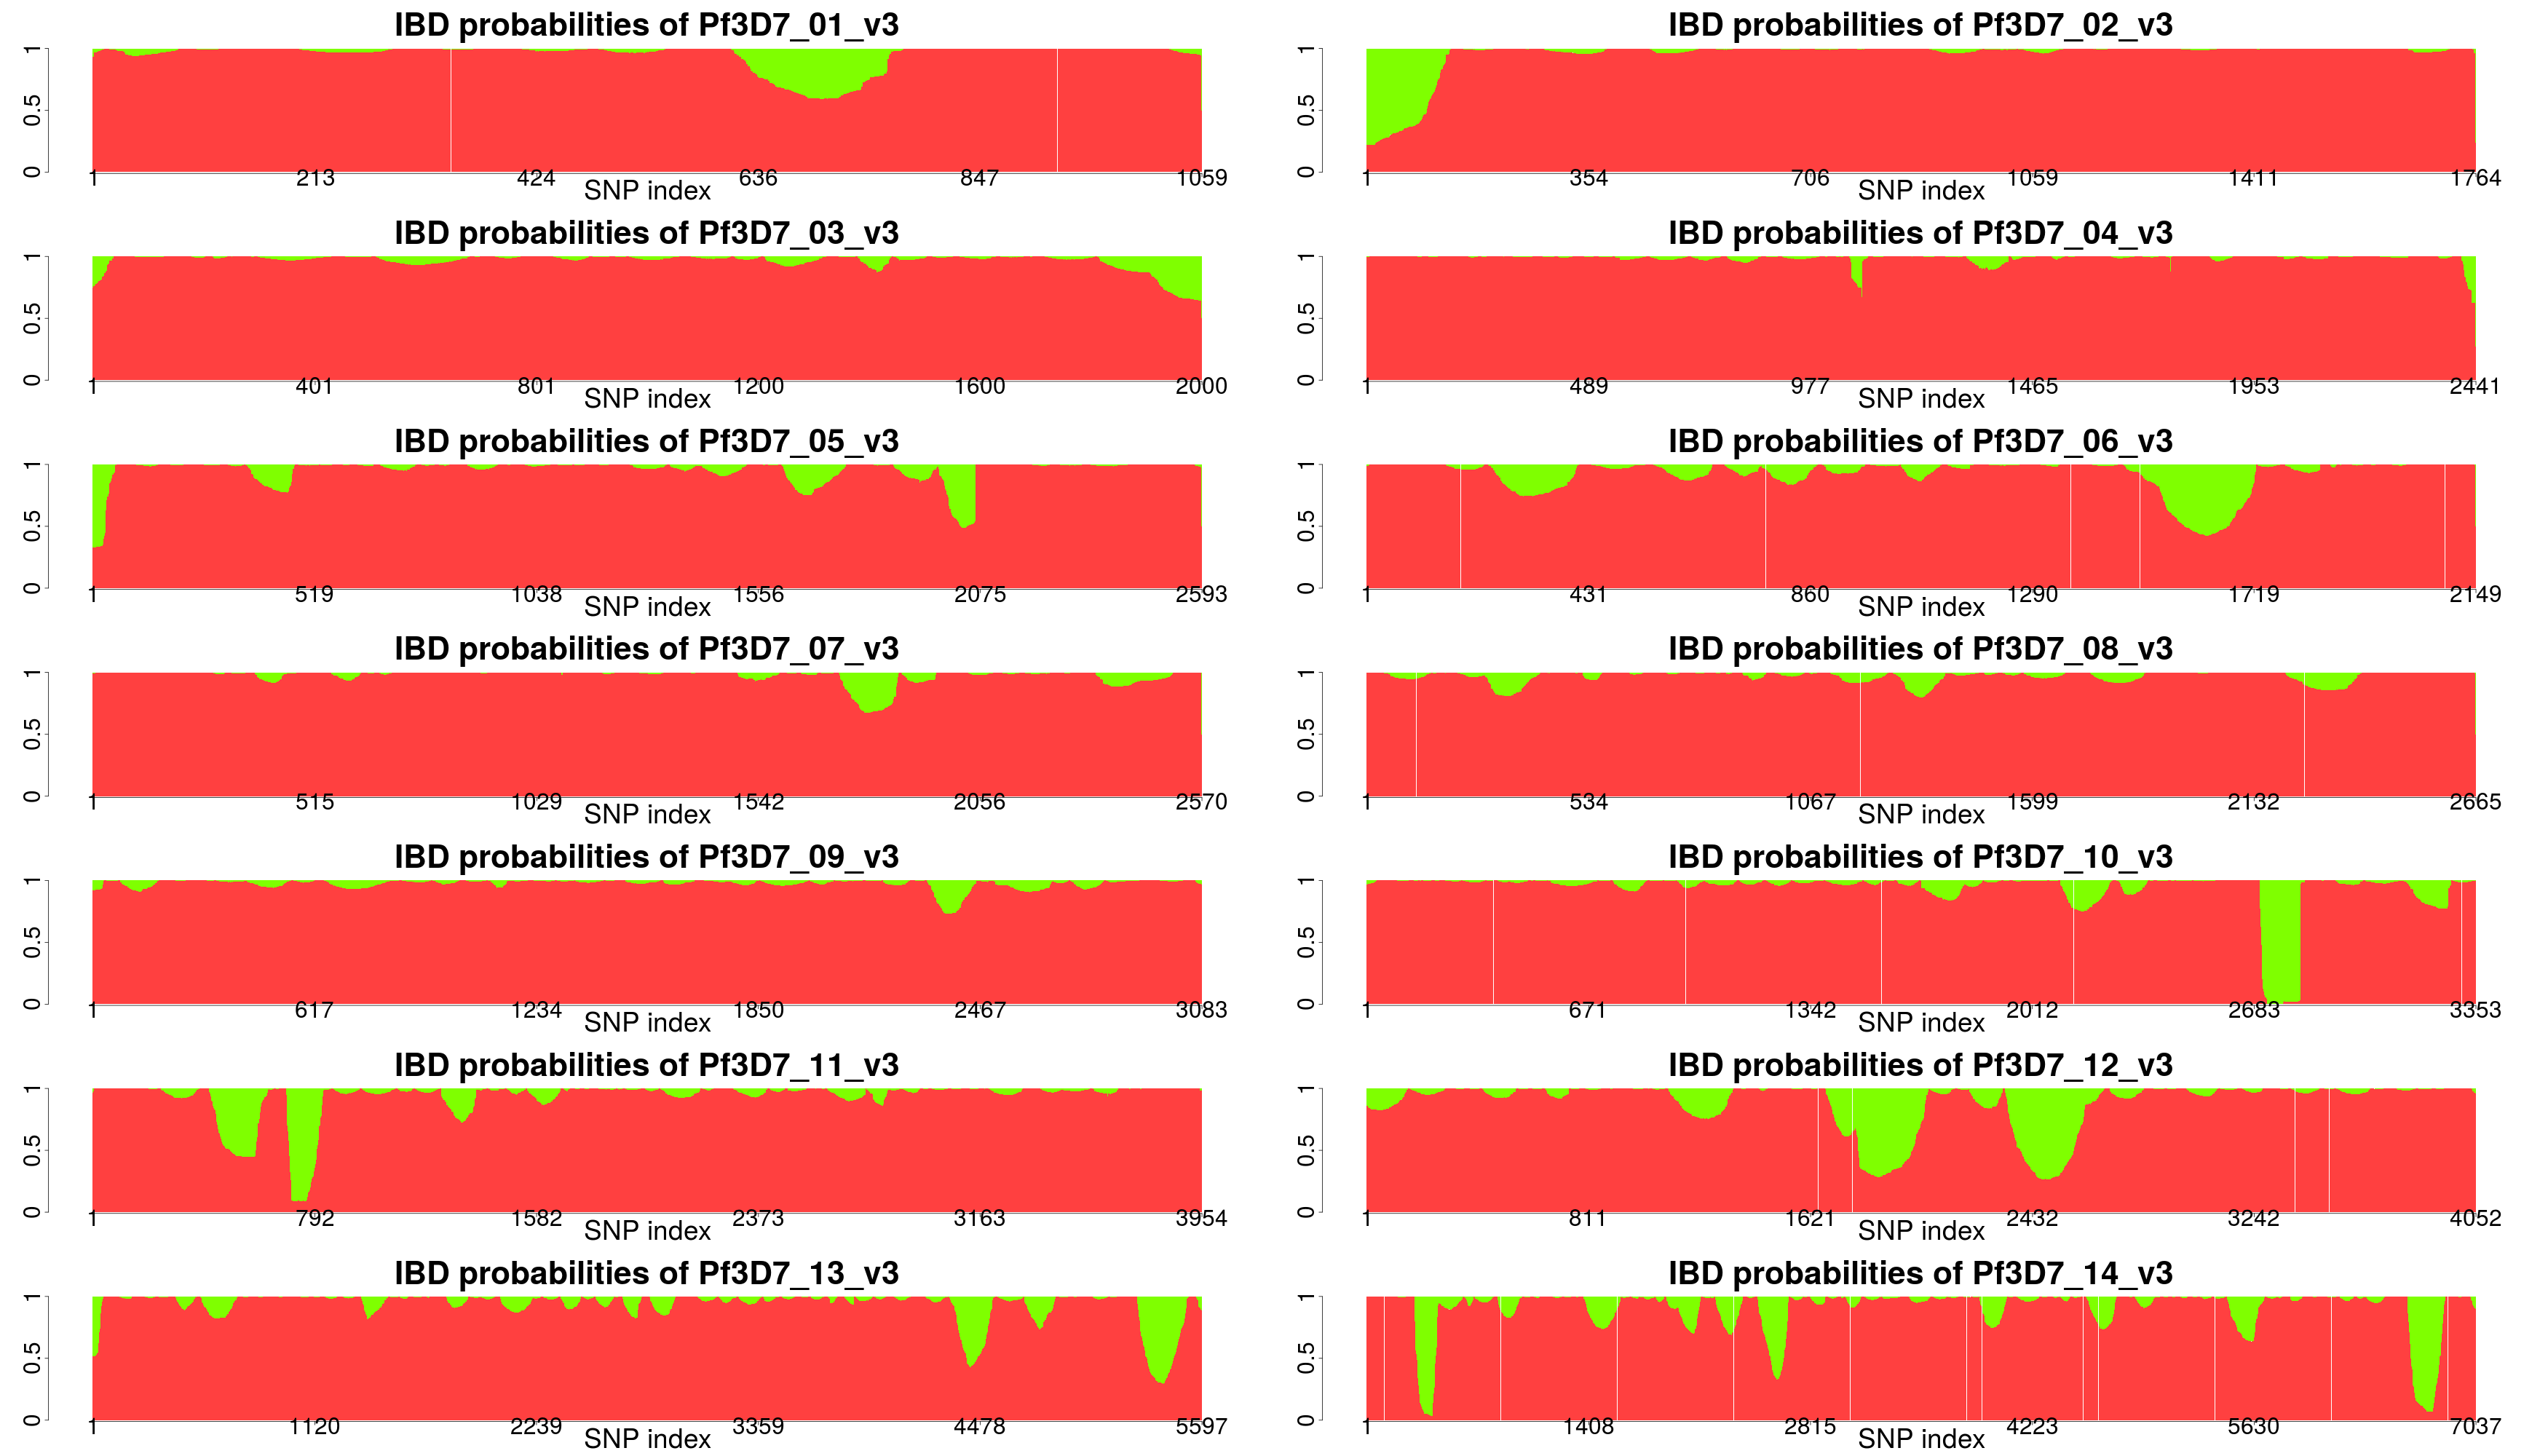 IBD probabilities of Pf3D7_01_v3
0 0.5 1
1 213 424 636 847 1059
SNP index
IBD probabilities of Pf3D7_02_v3
0 0.5 1
1 354 706 1059 1411 1764
SNP index
IBD probabilities of Pf3D7_03_v3
0 0.5 1
1 401 801 1200 1600 2000
SNP index
IBD probabilities of Pf3D7_04_v3
0 0.5 1
1 489 977 1465 1953 2441
SNP index
IBD probabilities of Pf3D7_05_v3
0 0.5 1
1 519 1038 1556 2075 2593
SNP index
IBD probabilities of Pf3D7_06_v3
0 0.5 1
1 431 860 1290 1719 2149
SNP index
IBD probabilities of Pf3D7_07_v3
0 0.5 1
1 515 1029 1542 2056 2570
SNP index
IBD probabilities of Pf3D7_08_v3
0 0.5 1
1 534 1067 1599 2132 2665
SNP index
IBD probabilities of Pf3D7_09_v3
0 0.5 1
1 617 1234 1850 2467 3083
SNP index
IBD probabilities of Pf3D7_10_v3
0 0.5 1
1 671 1342 2012 2683 3353
SNP index
IBD probabilities of Pf3D7_11_v3
0 0.5 1
1 792 1582 2373 3163 3954
SNP index
IBD probabilities of Pf3D7_12_v3
0 0.5 1
1 811 1621 2432 3242 4052
SNP index
IBD probabilities of Pf3D7_13_v3
0 0.5 1
1 1120 2239 3359 4478 5597
SNP index
IBD probabilities of Pf3D7_14_v3
0 0.5 1
1 1408 2815 4223 5630 7037
SNP index